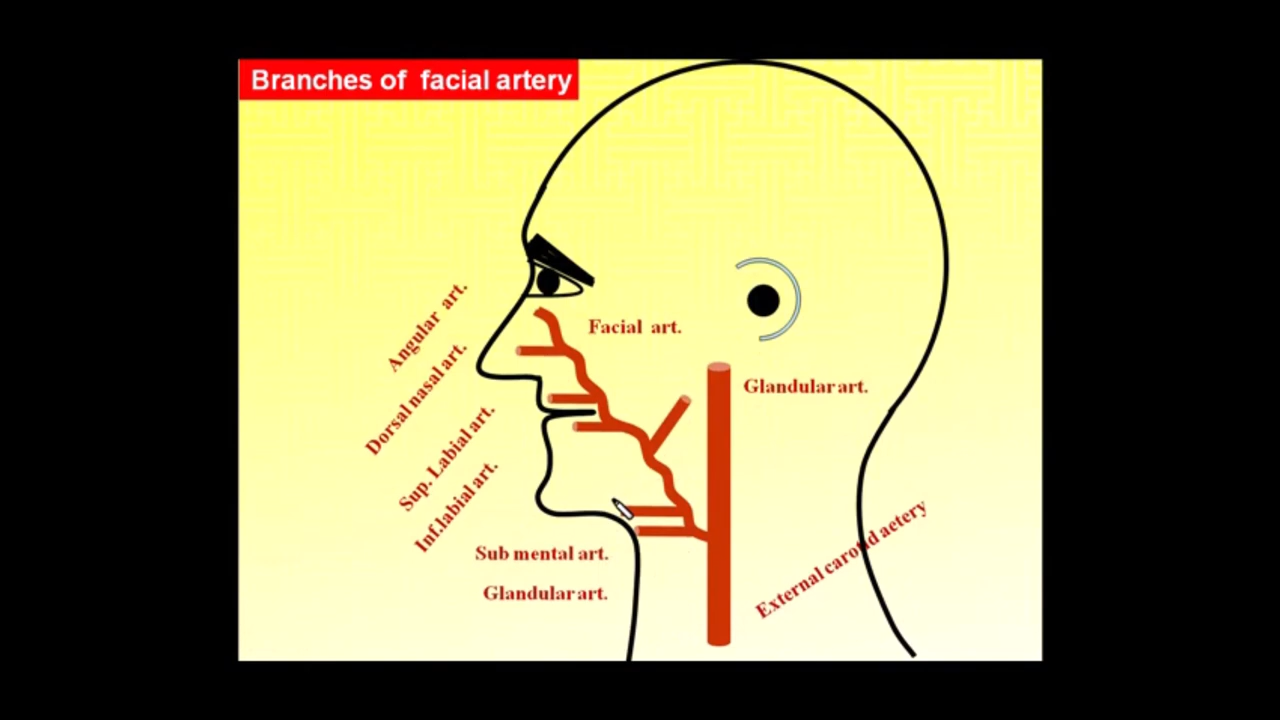 Branches of facial artery
Angular art.
Facial art.
Dorsal nasal art.
Glandular art.
Sup. Labial art.
Inf.labial art.
Sub mental art.
Glandular art.
External carotid aetery